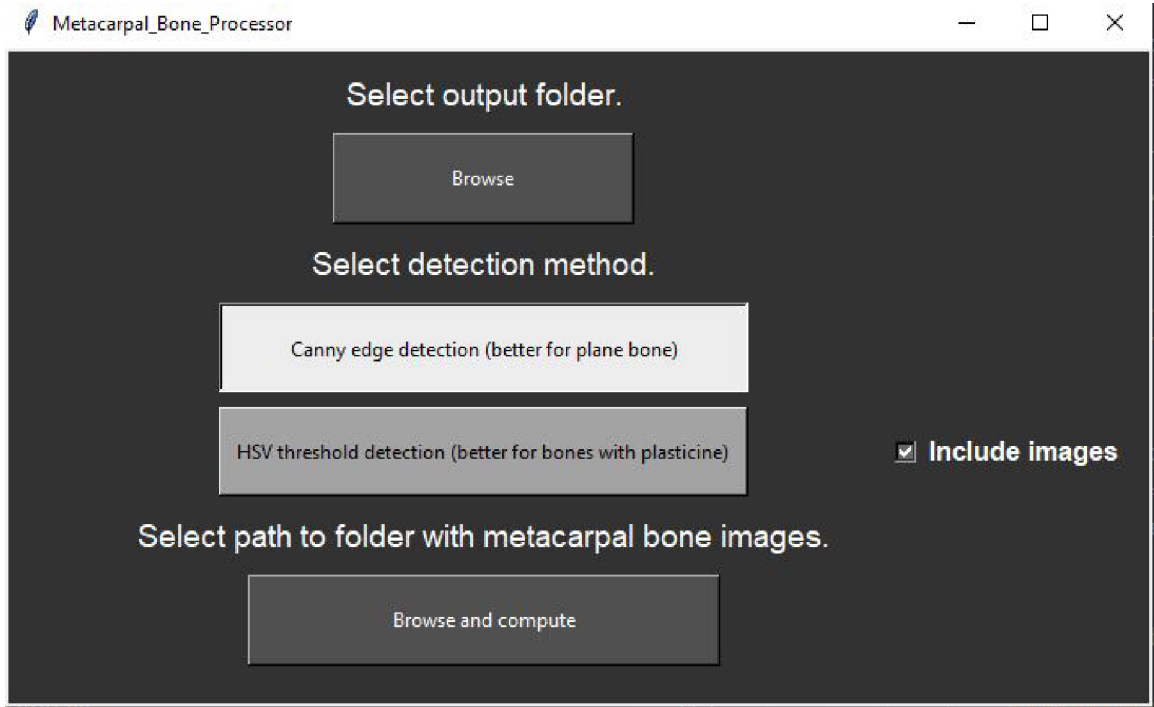 Metacarpal_Bone_Processor
Select output folder.
Browse
Select detection method.
Canny edge detection (better for plane bone)
HSV threshold detection (better for bones with plasticine)
Include images
Select path to folder with metacarpal bone images.
Browse and compute